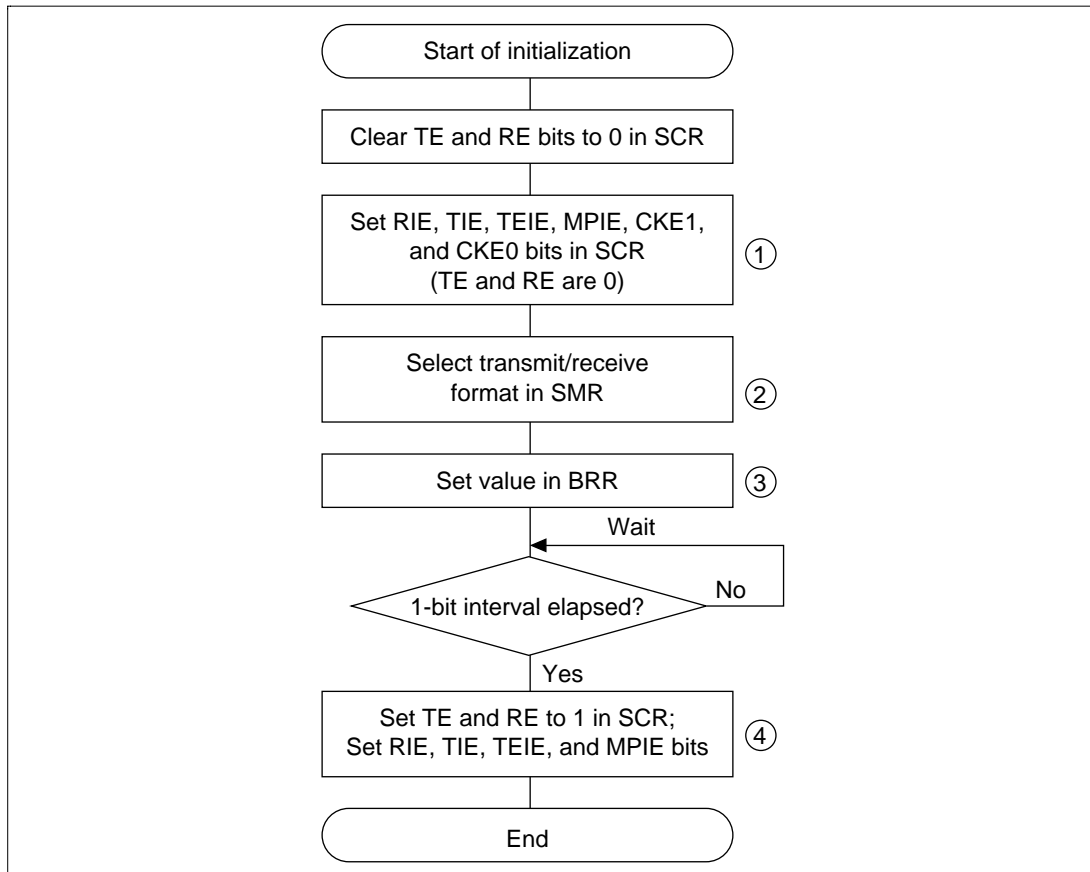 Start of initialization
Clear TE and RE bits to 0 in SCR
Set RIE, TIE, TEIE, MPIE, CKE1,
and CKE0 bits in SCR
(TE and RE are 0)
1
Select transmit/receive
format in SMR
2
Set value in BRR
3
Wait
1-bit interval elapsed?
No
Yes
Set TE and RE to 1 in SCR;
Set RIE, TIE, TEIE, and MPIE bits
4
End